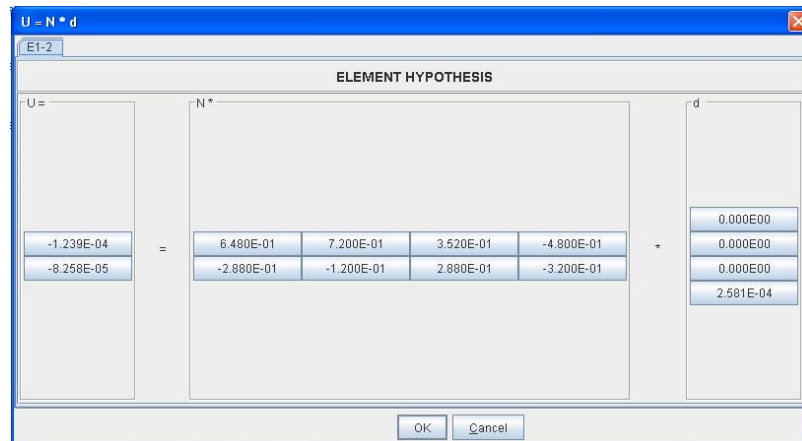 U = N * d
E1-2
ELEMENT HYPOTHESIS
U = N * d
0.000E00
-1.239E-04 = 6.480E-01 7.200E-01 3.520E-01 -4.800E-01 * 0.000E00
-8.258E-05 -2.880E-01 -1.200E-01 2.880E-01 -3.200E-01 0.000E00
2.581E-04
OK Cancel